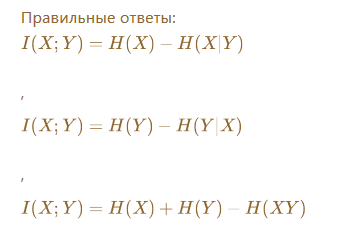 Правильные ответы:
I(X;Y) = H(X) − H(X|Y)
,
I(X;Y) = H(Y) − H(Y|X)
,
I(X;Y) = H(X) + H(Y) − H(XY)